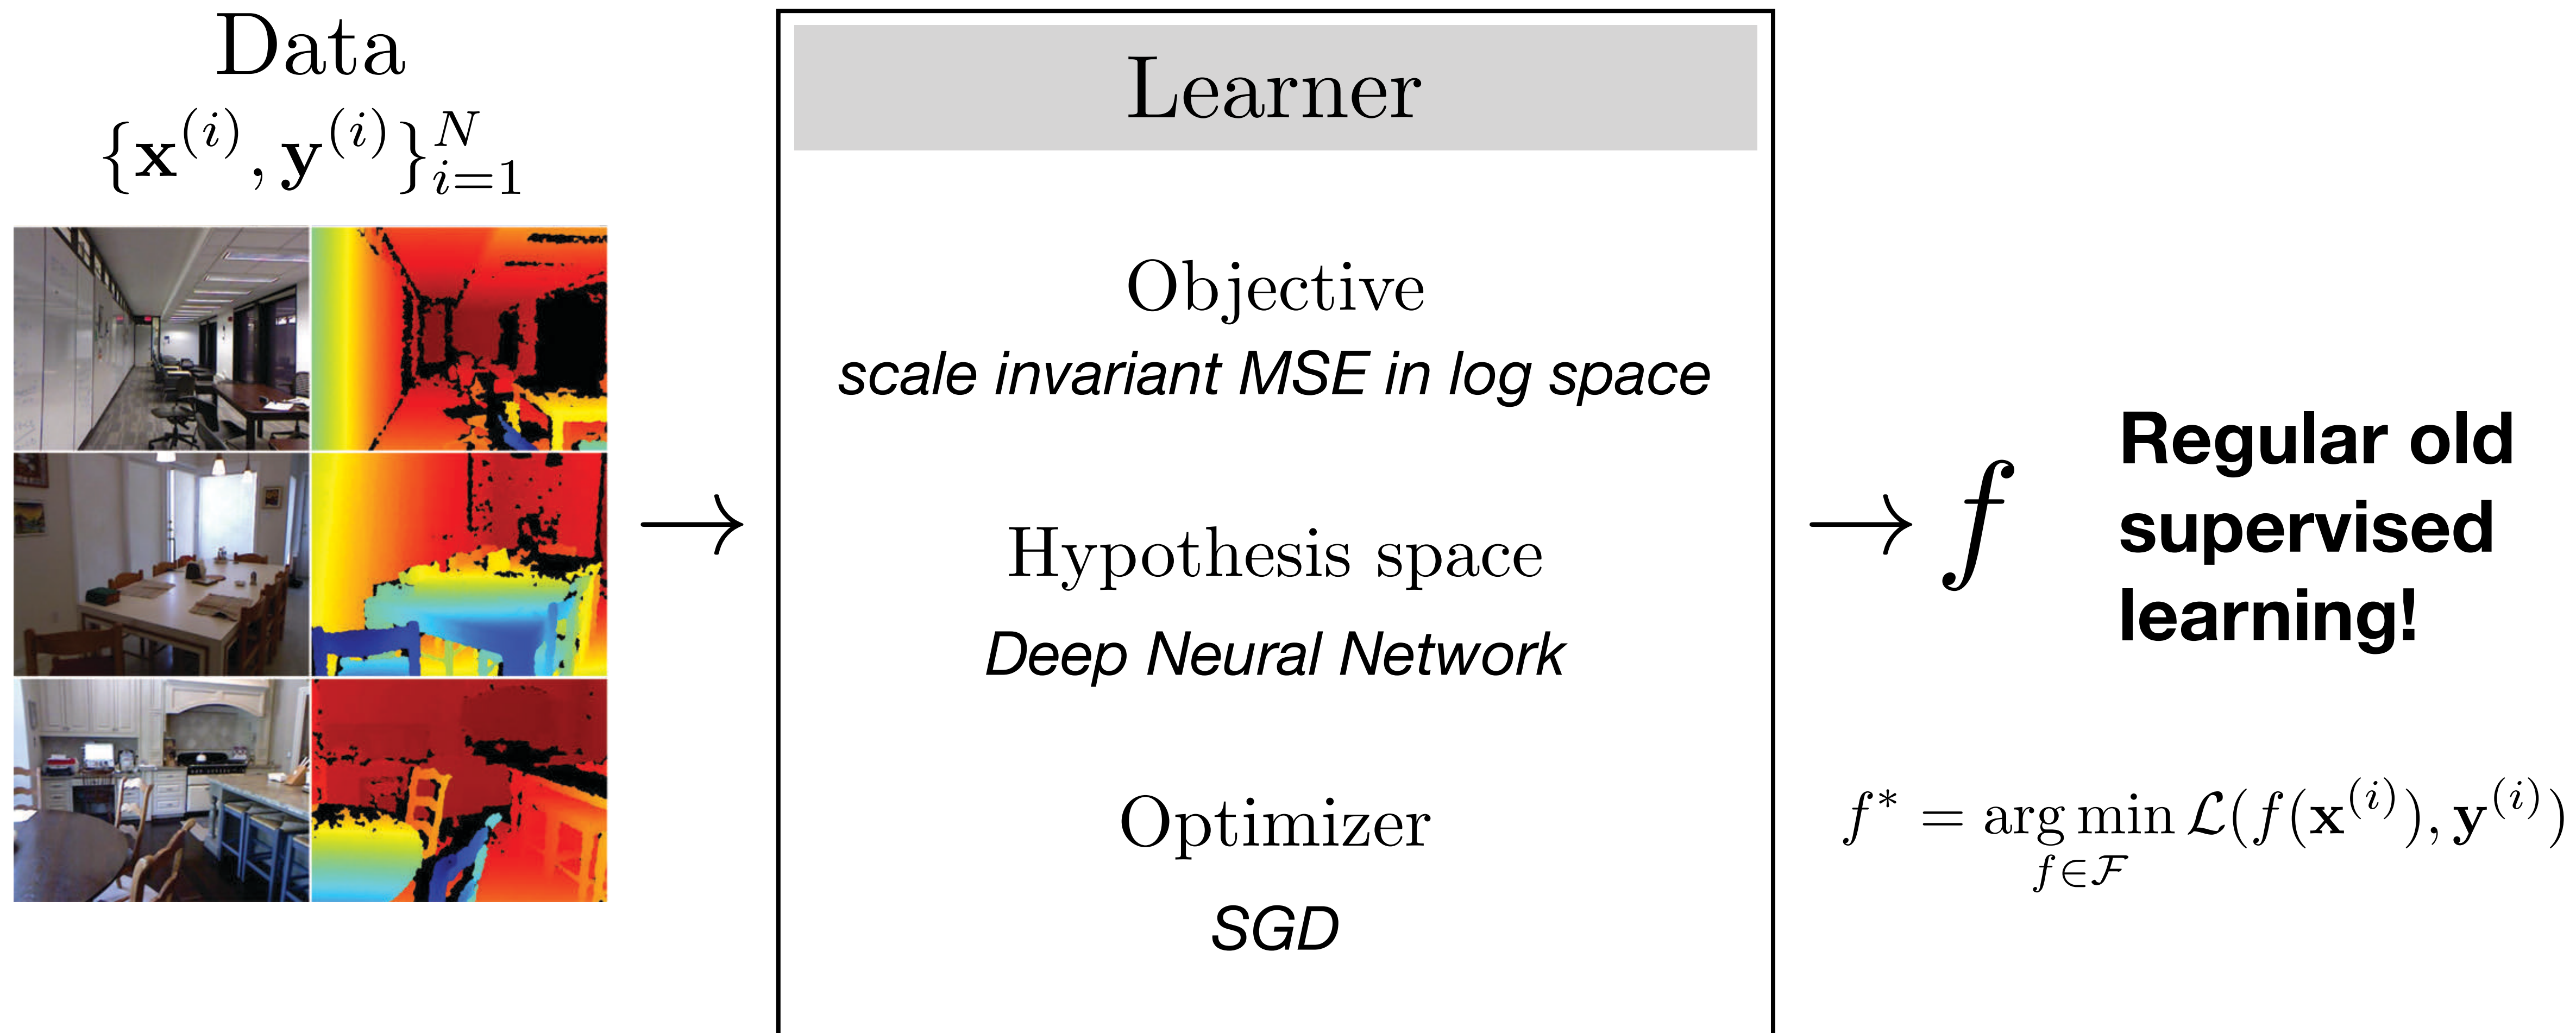 Data
{x^(i), y^(i)}_{i=1}^N
Learner
Objective
scale invariant MSE in log space
Hypothesis space
Deep Neural Network
Optimizer
SGD
→
→ f
Regular old
supervised
learning!
f* = arg min_{f∈ℱ} ℒ(f(x^(i)), y^(i))